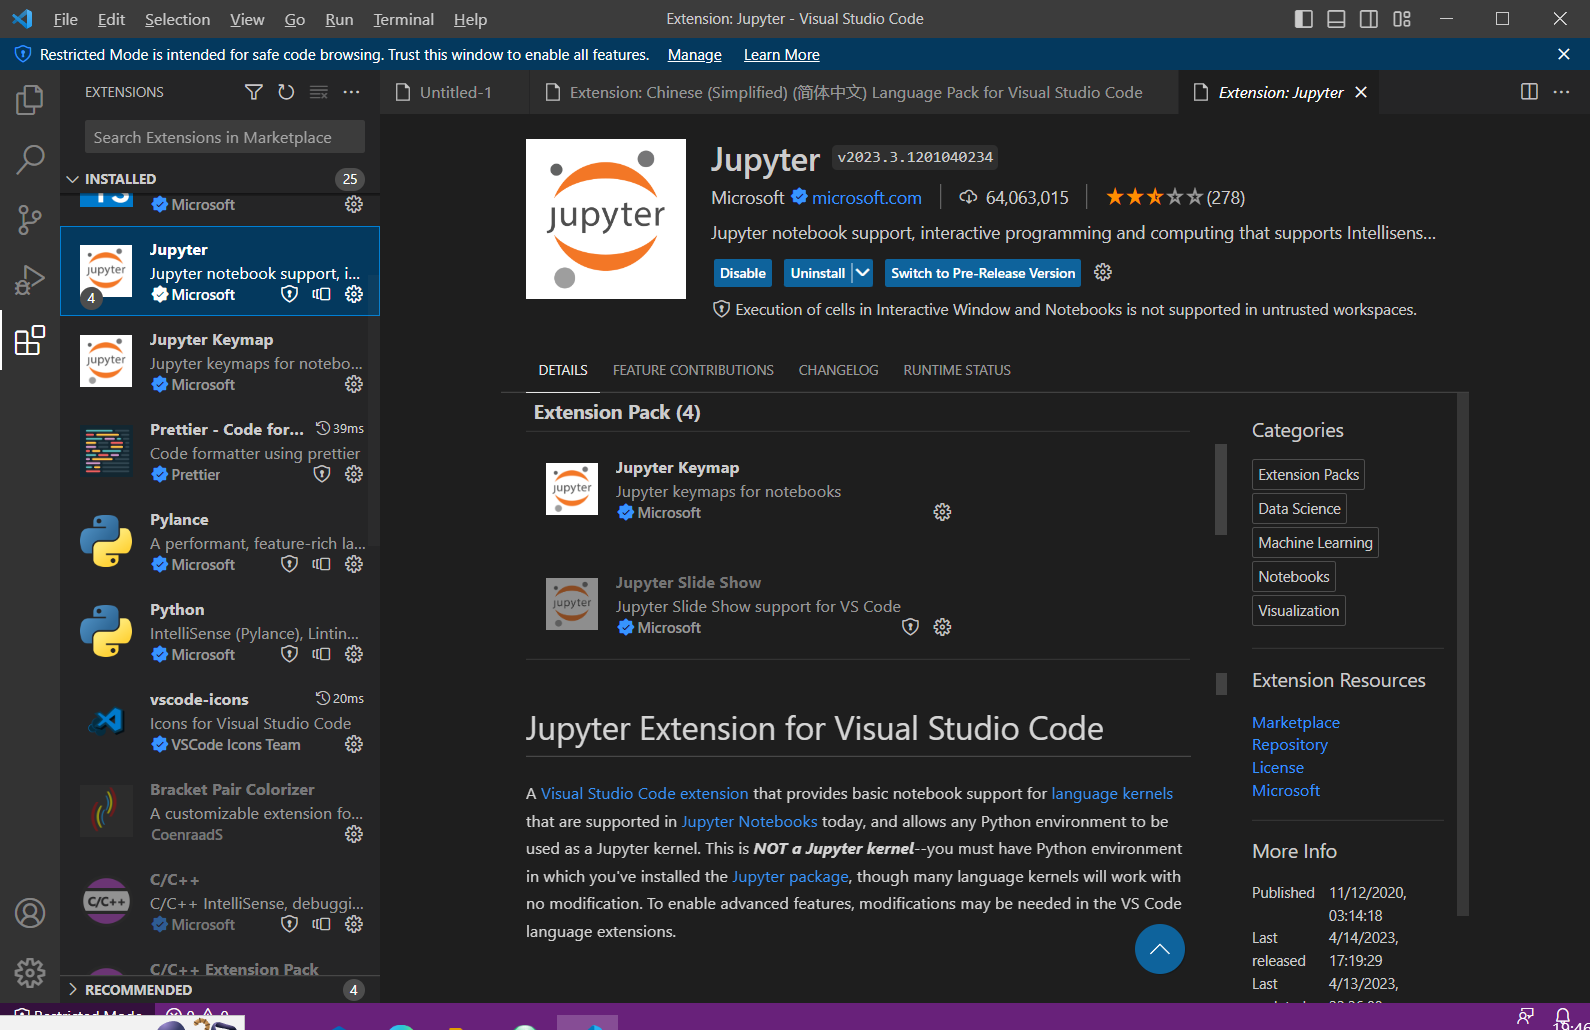 File Edit Selection View Go Run Terminal Help
Extension: Jupyter - Visual Studio Code
Restricted Mode is intended for safe code browsing. Trust this window to enable all features. Manage Learn More
EXTENSIONS
Search Extensions in Marketplace
INSTALLED 25
Microsoft
Jupyter
Jupyter notebook support, i...
4 Microsoft
Jupyter Keymap
Jupyter keymaps for notebo...
Microsoft
Prettier - Code for... 39ms
Code formatter using prettier
Prettier
Pylance
A performant, feature-rich la...
Microsoft
Python
IntelliSense (Pylance), Lintin...
Microsoft
vscode-icons 20ms
Icons for Visual Studio Code
VSCode Icons Team
Bracket Pair Colorizer
A customizable extension fo...
CoenraadS
C/C++
C/C++
C/C++ IntelliSense, debuggi...
Microsoft
C/C++ Extension Pack
RECOMMENDED 4
Untitled-1
Extension: Chinese (Simplified) (简体中文) Language Pack for Visual Studio Code
Extension: Jupyter
jupyter
Jupyter v2023.3.1201040234
Microsoft microsoft.com 64,063,015 (278)
Jupyter notebook support, interactive programming and computing that supports Intellisens...
Disable Uninstall Switch to Pre-Release Version
Execution of cells in Interactive Window and Notebooks is not supported in untrusted workspaces.
DETAILS FEATURE CONTRIBUTIONS CHANGELOG RUNTIME STATUS
Extension Pack (4)
jupyter
Jupyter Keymap
Jupyter keymaps for notebooks
Microsoft
jupyter
Jupyter Slide Show
Jupyter Slide Show support for VS Code
Microsoft
Jupyter Extension for Visual Studio Code
A Visual Studio Code extension that provides basic notebook support for language kernels
that are supported in Jupyter Notebooks today, and allows any Python environment to be
used as a Jupyter kernel. This is NOT a Jupyter kernel--you must have Python environment
in which you've installed the Jupyter package, though many language kernels will work with
no modification. To enable advanced features, modifications may be needed in the VS Code
language extensions.
Categories
Extension Packs
Data Science
Machine Learning
Notebooks
Visualization
Extension Resources
Marketplace
Repository
License
Microsoft
More Info
Published 11/12/2020,
03:14:18
Last 4/14/2023,
released 17:19:29
Last 4/13/2023,
Restricted Mode 0 0
19:46